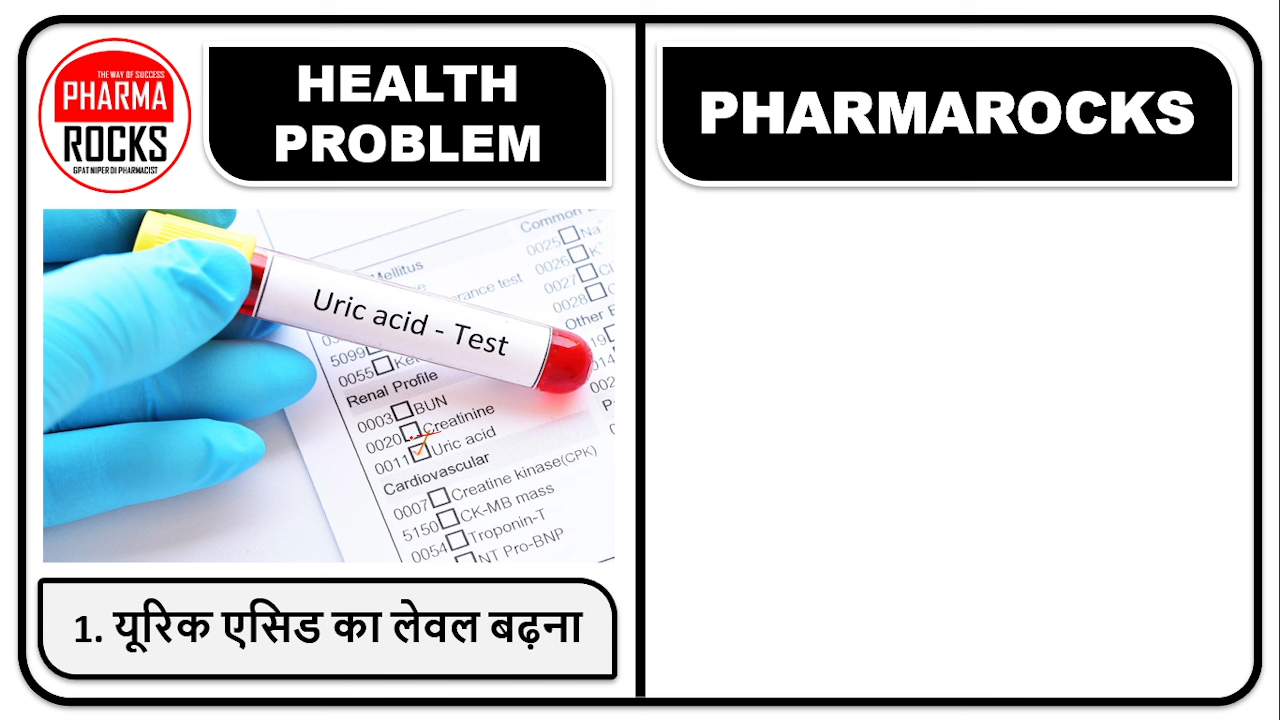 THE WAY OF SUCCESS
PHARMA
ROCKS
GPAT NIPER DI PHARMACIST
HEALTH
PROBLEM
PHARMAROCKS
Uric acid - Test
Mellitus
test
0025 Na
0026 K
0027 Cl
0028
Other
5099
0055
Renal Profile
0003 BUN
0020 Creatinine
0011 Uric acid
Cardiovascular
0007 Creatine kinase(CPK)
5150 CK-MB mass
0054 Troponin-T
NT Pro-BNP
1. यूरिक एसिड का लेवल बढ़ना